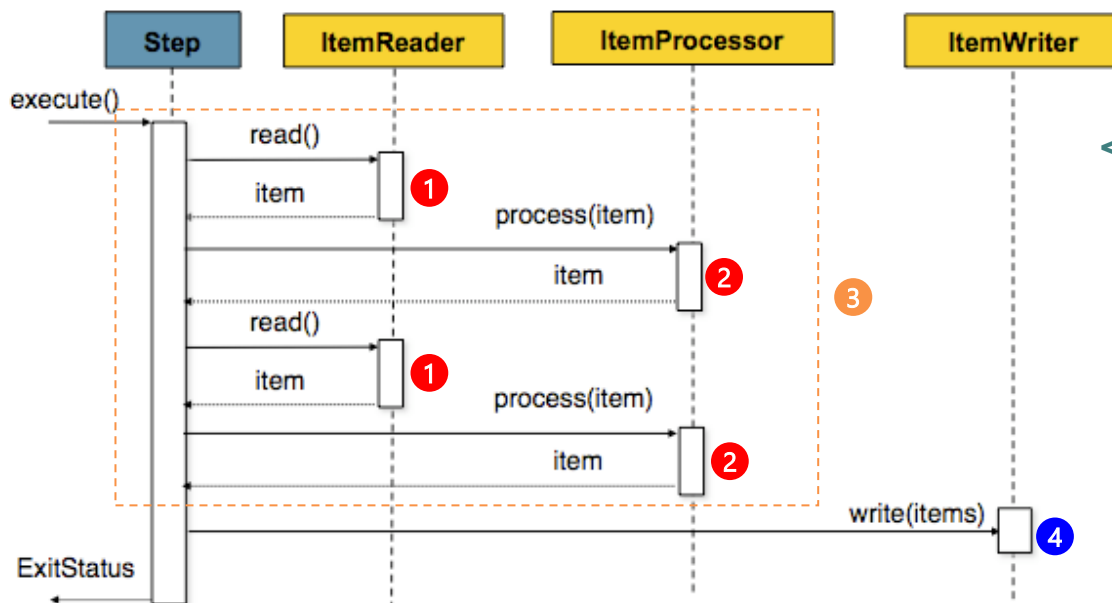 Step
ItemReader
ItemProcessor
ItemWriter
execute()
read()
1
item
process(item)
item
2
3
read()
1
item
process(item)
item
2
write(items)
4
ExitStatus